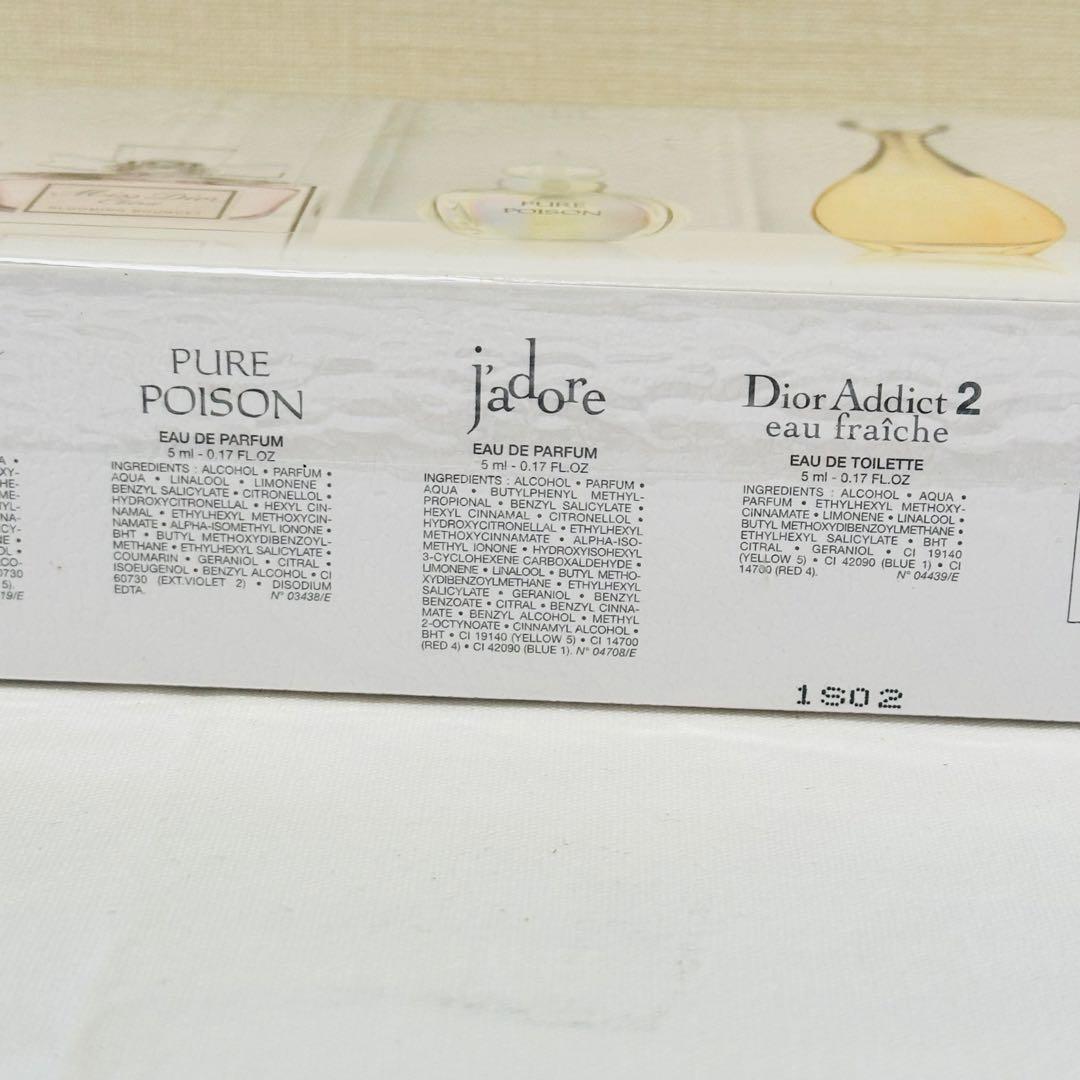 Miss Dior
PURE
POISON
PURE
POISON
EAU DE PARFUM
5 ml - 0.17 FL.OZ
INGREDIENTS : ALCOHOL • PARFUM •
AQUA • LINALOOL • LIMONENE •
BENZYL SALICYLATE • CITRONELLOL •
HYDROXYCITRONELLAL • HEXYL CIN-
NAMAL • ETHYLHEXYL METHOXYCIN-
NAMATE • ALPHA-ISOMETHYL IONONE •
BHT • BUTYL METHOXYDIBENZOYL-
METHANE • ETHYLHEXYL SALICYLATE •
COUMARIN • GERANIOL • CITRAL •
ISOEUGENOL • BENZYL ALCOHOL • CI
60730 (EXT.VIOLET 2) • DISODIUM
EDTA. N° 03438/E
j'adore
EAU DE PARFUM
5 ml - 0.17 FL.OZ
INGREDIENTS : ALCOHOL • PARFUM •
AQUA • BUTYLPHENYL METHYL-
PROPIONAL • BENZYL SALICYLATE •
HEXYL CINNAMAL • CITRONELLOL •
HYDROXYCITRONELLAL • ETHYLHEXYL
METHOXYCINNAMATE • ALPHA-ISO-
METHYL IONONE • HYDROXYISOHEXYL
3-CYCLOHEXENE CARBOXALDEHYDE •
LIMONENE • LINALOOL • BUTYL METHO-
XYDIBENZOYLMETHANE • ETHYLHEXYL
SALICYLATE • GERANIOL • BENZYL
BENZOATE • CITRAL • BENZYL CINNA-
MATE • BENZYL ALCOHOL • METHYL
2-OCTYNOATE • CINNAMYL ALCOHOL •
BHT • CI 19140 (YELLOW 5) • CI 14700
(RED 4) • CI 42090 (BLUE 1). N° 04708/E
Dior Addict 2
eau fraîche
EAU DE TOILETTE
5 ml - 0.17 FL.OZ
INGREDIENTS : ALCOHOL • AQUA •
PARFUM • ETHYLHEXYL METHOXY-
CINNAMATE • LIMONENE • LINALOOL •
BUTYL METHOXYDIBENZOYLMETHANE •
ETHYLHEXYL SALICYLATE • BHT •
CITRAL • GERANIOL • CI 19140
(YELLOW 5) • CI 42090 (BLUE 1) • CI
14700 (RED 4). N° 04439/E
1S02